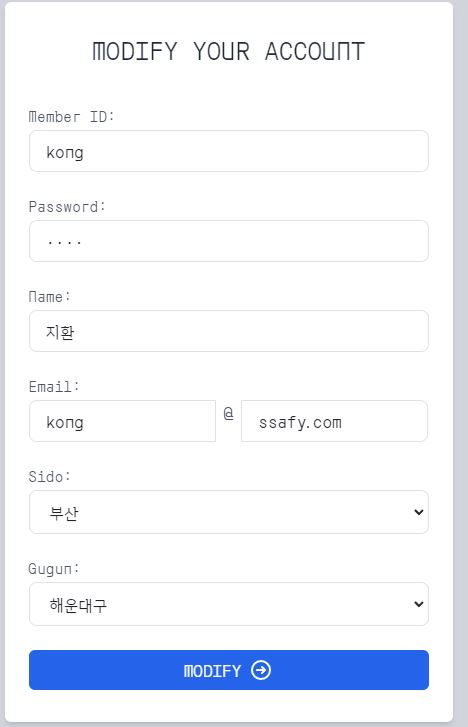 MODIFY YOUR ACCOUNT
Member ID:
kong
Password:
····
Name:
지환
Email:
kong @ ssafy.com
Sido:
부산
Gugun:
해운대구
MODIFY